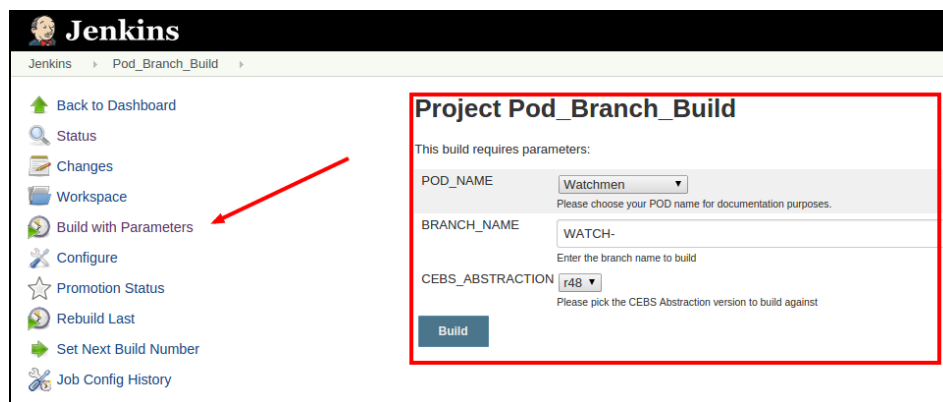 Jenkins
Jenkins Pod_Branch_Build
Back to Dashboard
Status
Changes
Workspace
Build with Parameters
Configure
Promotion Status
Rebuild Last
Set Next Build Number
Job Config History
Project Pod_Branch_Build
This build requires parameters:
POD_NAME Watchmen
Please choose your POD name for documentation purposes.
BRANCH_NAME WATCH-
Enter the branch name to build
CEBS_ABSTRACTION r48
Please pick the CEBS Abstraction version to build against
Build